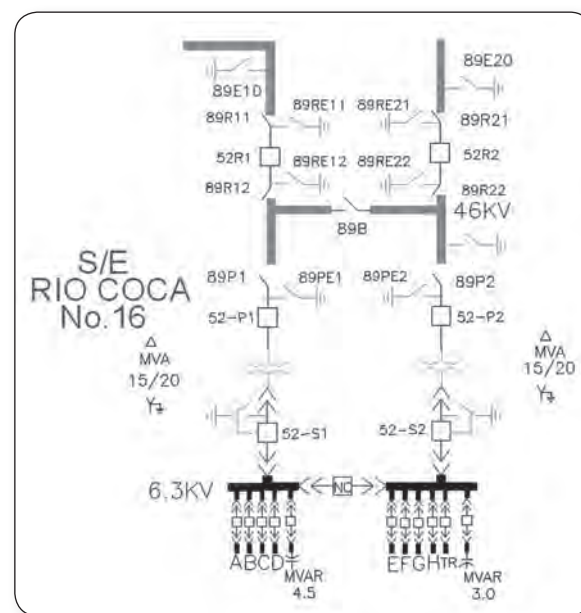 89E1D
89E20
89R11
89RE11
89RE21
89R21
52R1
52R2
89RE12
89RE22
89R12
89R22
89B
46KV
S/E
RIO COCA
No.16
89P1
89PE1
89PE2
89P2
52-P1
52-P2
Δ
MVA
15/20
Y
Δ
MVA
15/20
Y
52-S1
52-S2
6.3KV
ABCD
MVAR
4.5
EFGHTR.
MVAR
3.0